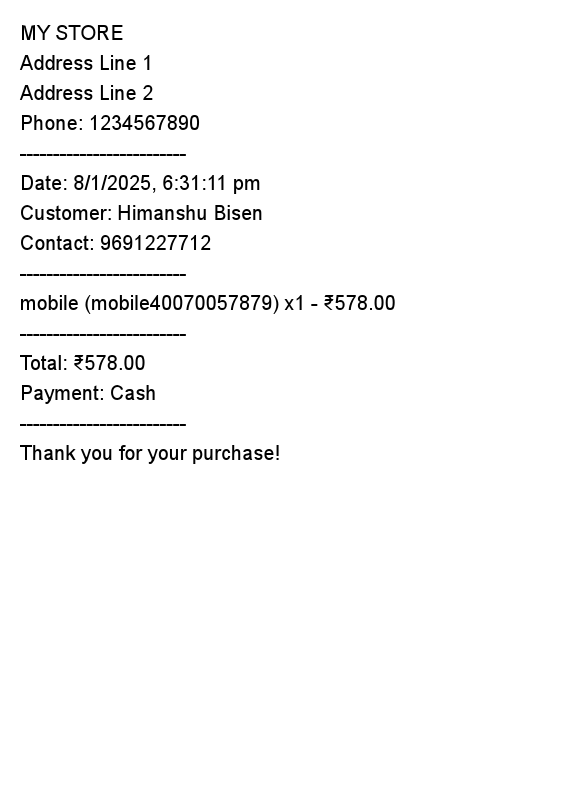 MY STORE
Address Line 1
Address Line 2
Phone: 1234567890
-------------------------
Date: 8/1/2025, 6:31:11 pm
Customer: Himanshu Bisen
Contact: 9691227712
-------------------------
mobile (mobile40070057879) x1 - ₹578.00
-------------------------
Total: ₹578.00
Payment: Cash
-------------------------
Thank you for your purchase!